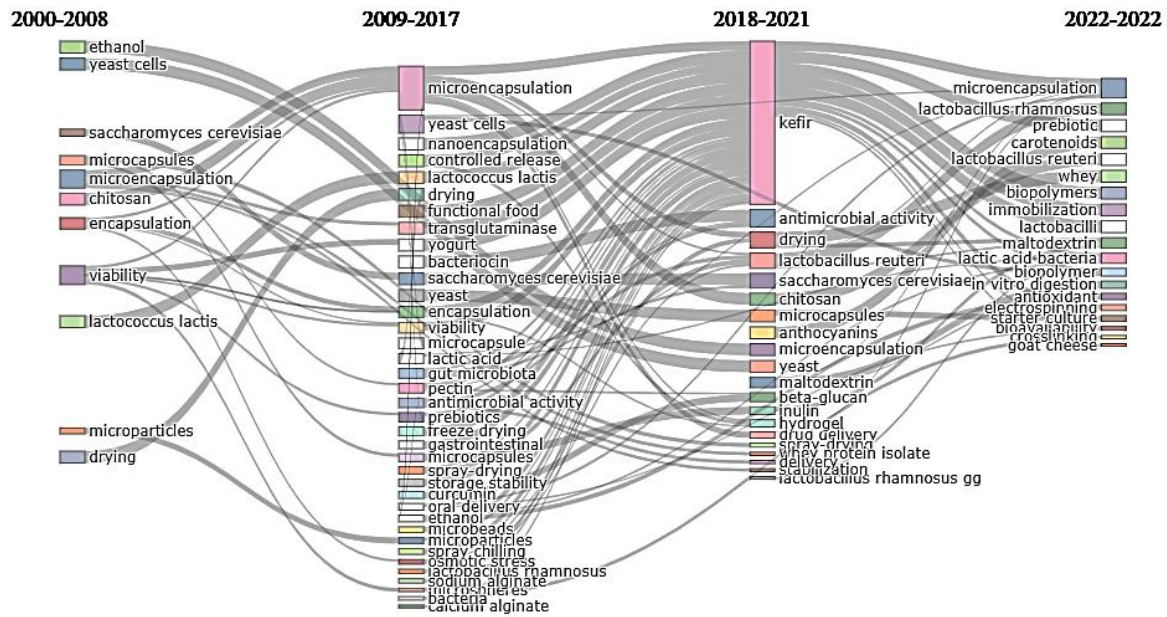 2000-2008
2009-2017
2018-2021
2022-2022
ethanol
yeast cells
saccharomyces cerevisiae
microcapsules
microencapsulation
chitosan
encapsulation
viability
lactococcus lactis
microparticles
drying
microencapsulation
yeast cells
nanoencapsulation
controlled release
lactococcus lactis
drying
functional food
transglutaminase
yogurt
bacteriocin
saccharomyces cerevisiae
yeast
encapsulation
viability
microcapsule
lactic acid
gut microbiota
pectin
antimicrobial activity
prebiotics
freeze drying
gastrointestinal
microcapsules
spray-drying
storage stability
curcumin
oral delivery
ethanol
microbeads
microparticles
spray chilling
osmotic stress
lactobacillus rhamnosus
sodium alginate
microspheres
bacteria
calcium alginate
kefir
antimicrobial activity
drying
lactobacillus reuteri
saccharomyces cerevisiae
chitosan
microcapsules
anthocyanins
microencapsulation
yeast
maltodextrin
beta-glucan
inulin
hydrogel
drug delivery
spray-drying
whey protein isolate
delivery
stabilization
lactobacillus rhamnosus gg
microencapsulation
lactobacillus rhamnosus
prebiotic
carotenoids
lactobacillus reuteri
whey
biopolymers
immobilization
lactobacilli
maltodextrin
lactic acid bacteria
biopolymer
in vitro digestion
antioxidant
electrospinning
starter culture
bioavailability
crosslinking
goat cheese